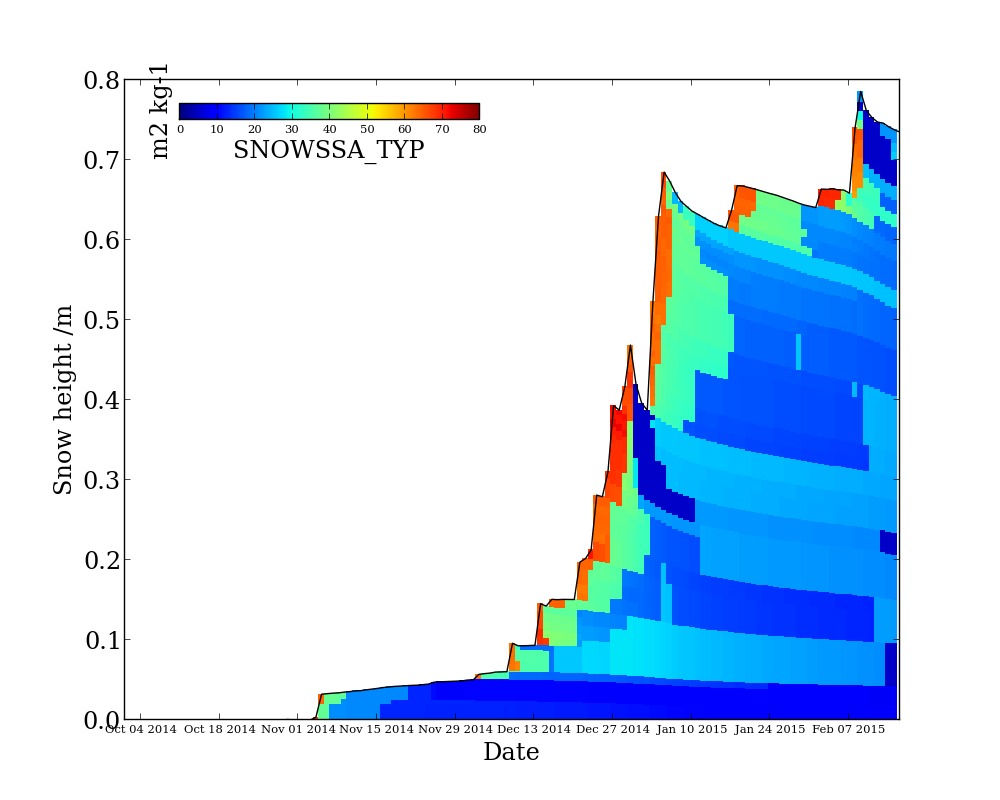 m2 kg-1
0 10 20 30 40 50 60 70 80
SNOWSSA_TYP
Snow height /m
0.8
0.7
0.6
0.5
0.4
0.3
0.2
0.1
0.0
Oct 04 2014 Oct 18 2014 Nov 01 2014 Nov 15 2014 Nov 29 2014 Dec 13 2014 Dec 27 2014 Jan 10 2015 Jan 24 2015 Feb 07 2015
Date